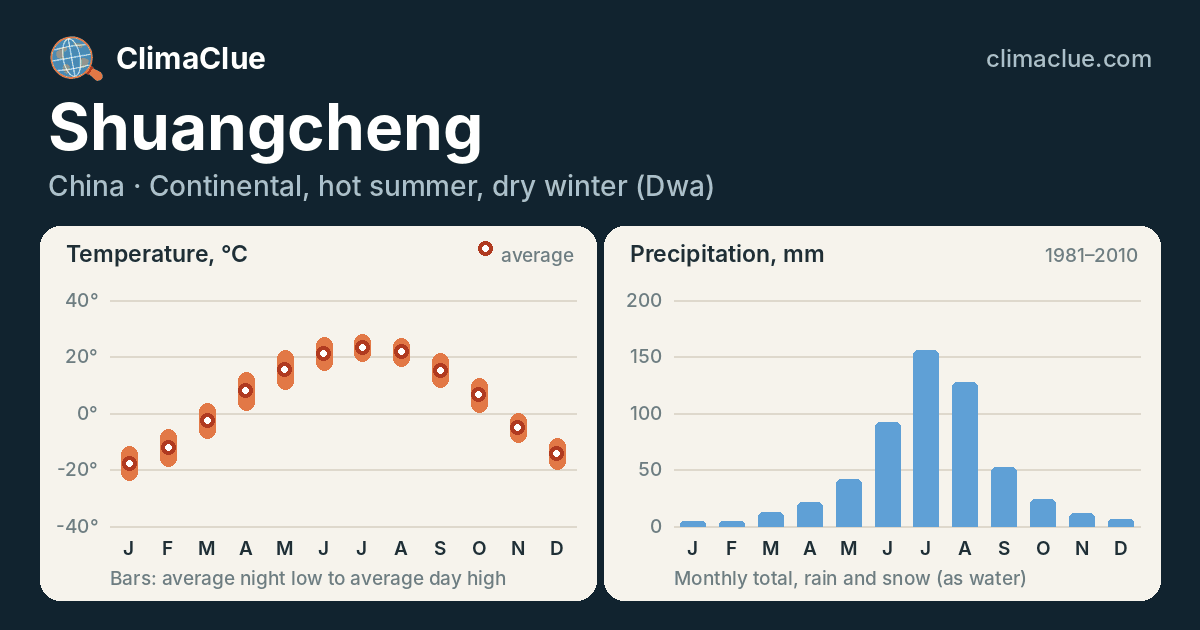 ClimaClue
climaclue.com
Shuangcheng
China · Continental, hot summer, dry winter (Dwa)
Temperature, °C
average
40°
20°
0°
-20°
-40°
J F M A M J J A S O N D
Bars: average night low to average day high
Precipitation, mm
1981–2010
200
150
100
50
0
J F M A M J J A S O N D
Monthly total, rain and snow (as water)